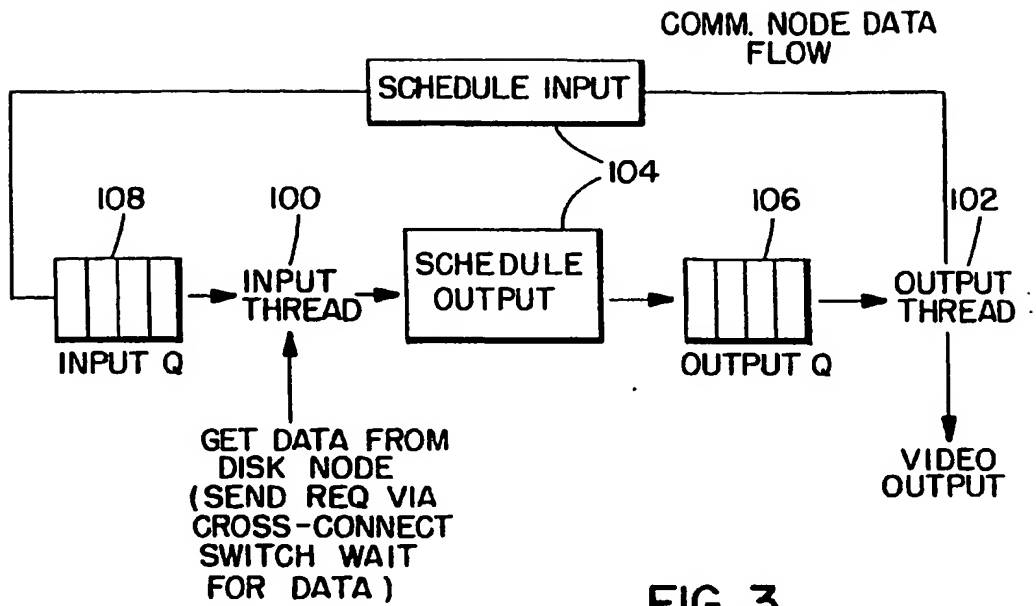 COMM. NODE DATA
FLOW
SCHEDULE INPUT
104
108
100
106
102
INPUT
THREAD
SCHEDULE
OUTPUT
OUTPUT
THREAD
INPUT Q
OUTPUT Q
GET DATA FROM
DISK NODE
(SEND REQ VIA
CROSS-CONNECT
SWITCH WAIT
FOR DATA)
VIDEO
OUTPUT
FIG. 3